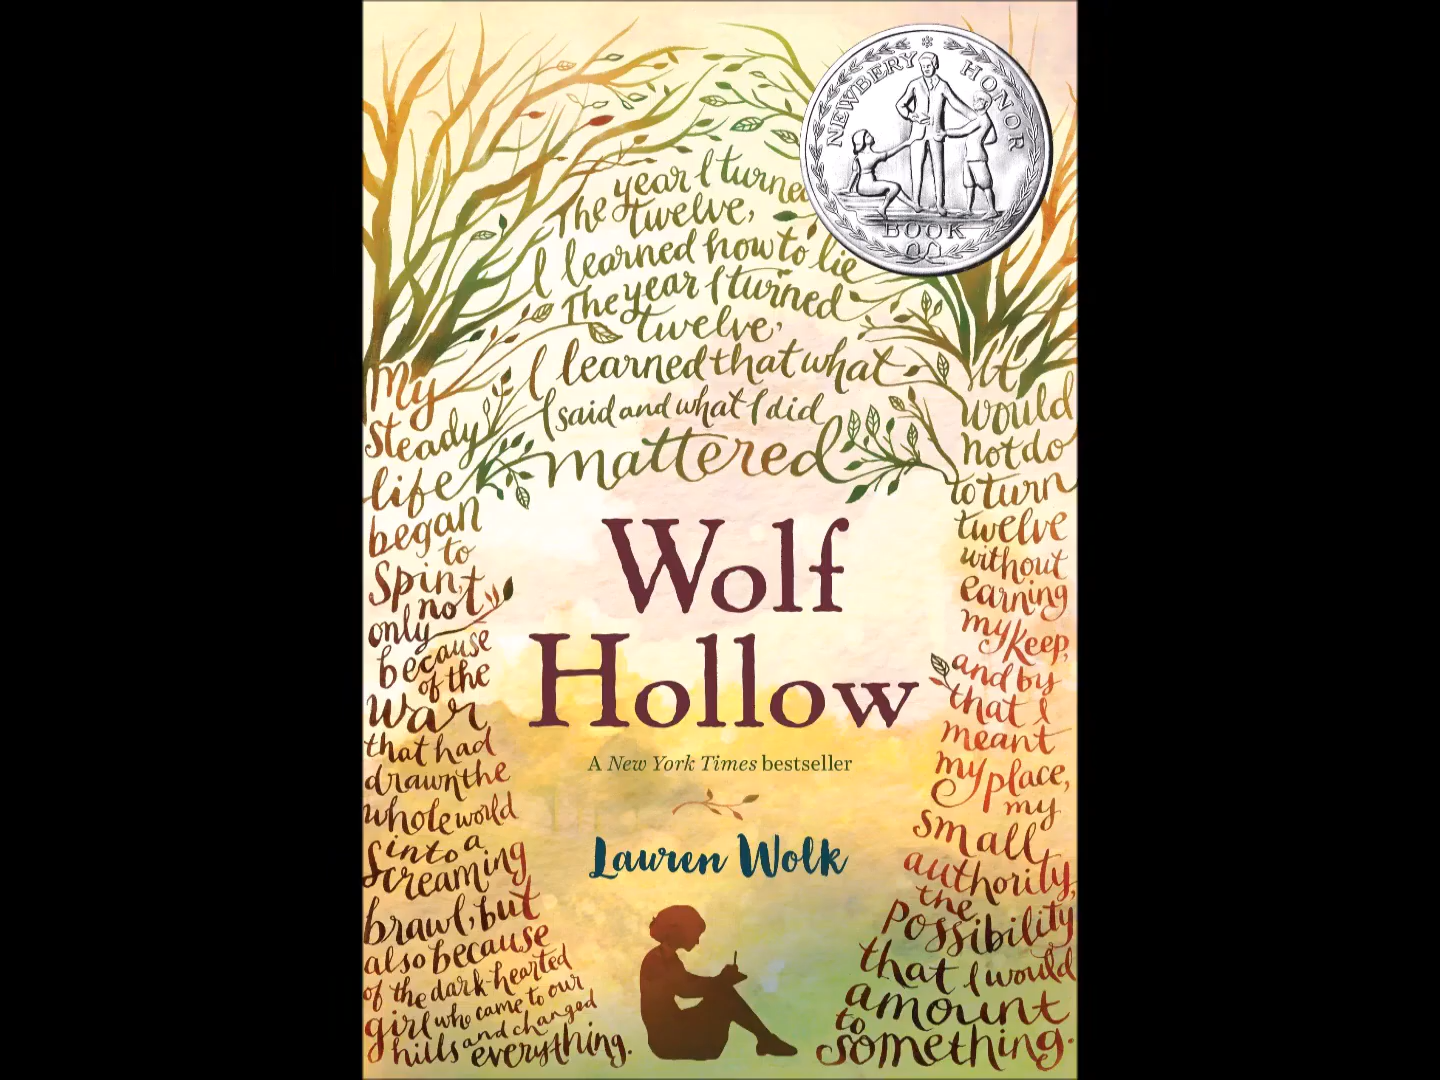 NEWBERY HONOR
BOOK
The year I turned
twelve,
I learned how to lie
The year I turned
twelve,
I learned that what
I said and what I did
mattered
My
steady
life
began
to
spin, not
only
because
of the
war
that had
drawn the
whole world
into a
screaming
brawl, but
also because
of the dark-hearted
girl who came to our
hills and changed
everything.
It
would
not do
to turn
twelve
without
earning
my keep,
and by
that I
meant
my place,
my
small
authority,
the
possibility
that I would
amount
to
something.
Wolf
Hollow
A New York Times bestseller
Lauren Wolk